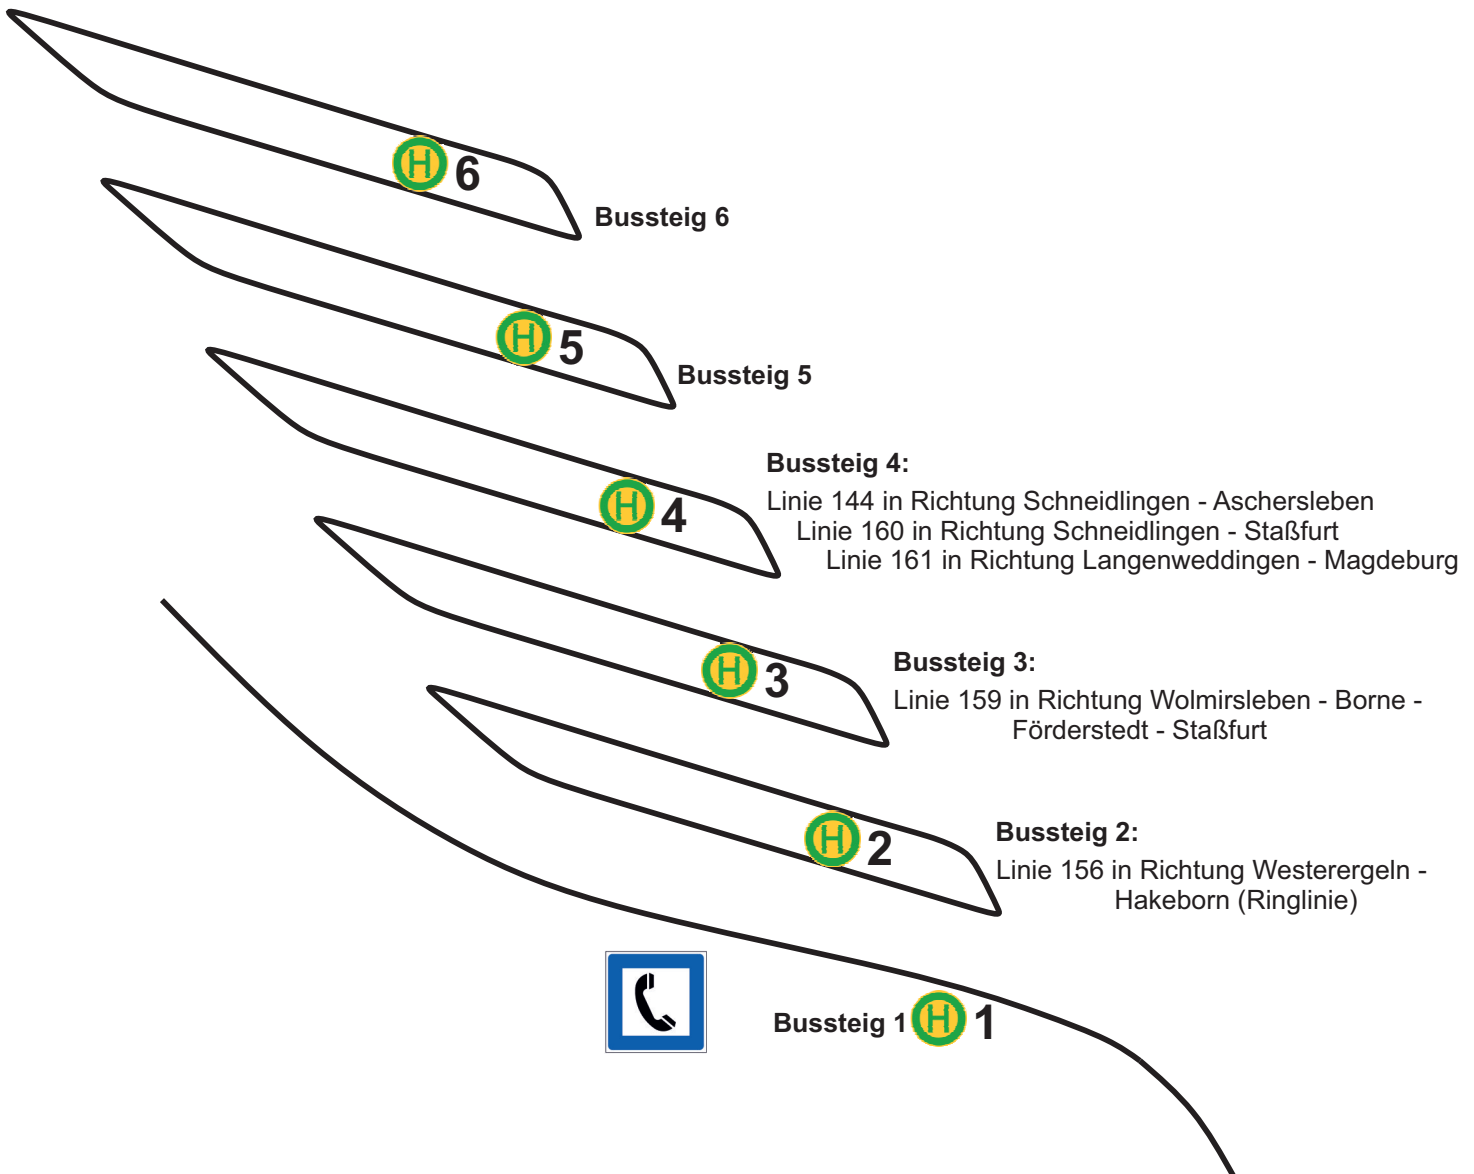 H 6
Bussteig 6
H 5
Bussteig 5
Bussteig 4:
Linie 144 in Richtung Schneidlingen - Aschersleben
Linie 160 in Richtung Schneidlingen - Staßfurt
Linie 161 in Richtung Langenweddingen - Magdeburg
H 4
Bussteig 3:
Linie 159 in Richtung Wolmirsleben - Borne -
Förderstedt - Staßfurt
H 3
Bussteig 2:
Linie 156 in Richtung Westerergeln -
Hakeborn (Ringlinie)
H 2
Bussteig 1 H 1